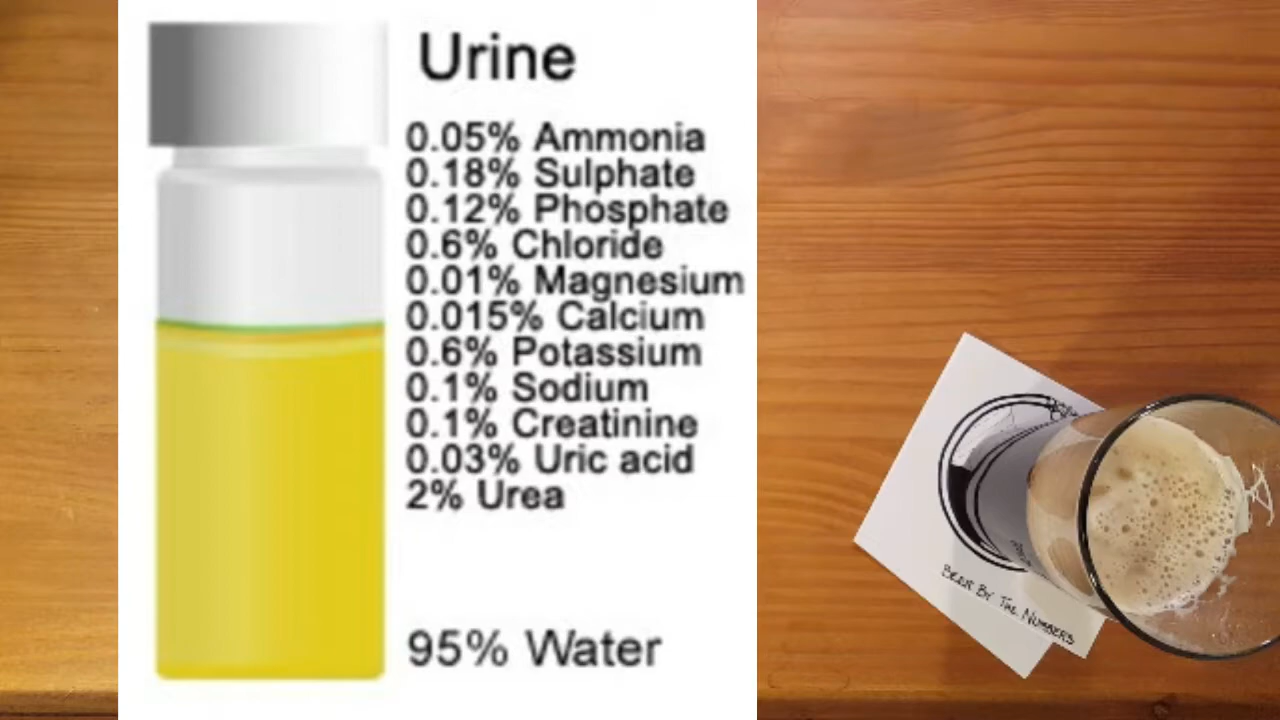 Urine
0.05% Ammonia
0.18% Sulphate
0.12% Phosphate
0.6% Chloride
0.01% Magnesium
0.015% Calcium
0.6% Potassium
0.1% Sodium
0.1% Creatinine
0.03% Uric acid
2% Urea
95% Water
BEER BY THE NUMBERS